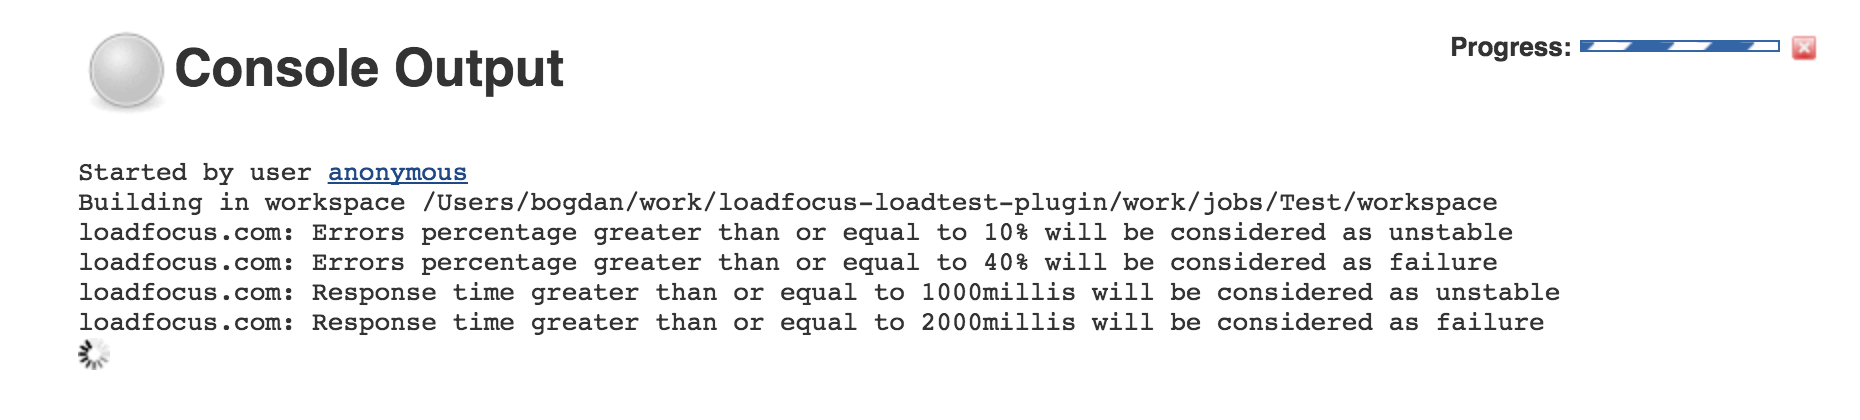 Console Output
Progress:
Started by user anonymous
Building in workspace /Users/bogdan/work/loadfocus-loadtest-plugin/work/jobs/Test/workspace
loadfocus.com: Errors percentage greater than or equal to 10% will be considered as unstable
loadfocus.com: Errors percentage greater than or equal to 40% will be considered as failure
loadfocus.com: Response time greater than or equal to 1000millis will be considered as unstable
loadfocus.com: Response time greater than or equal to 2000millis will be considered as failure